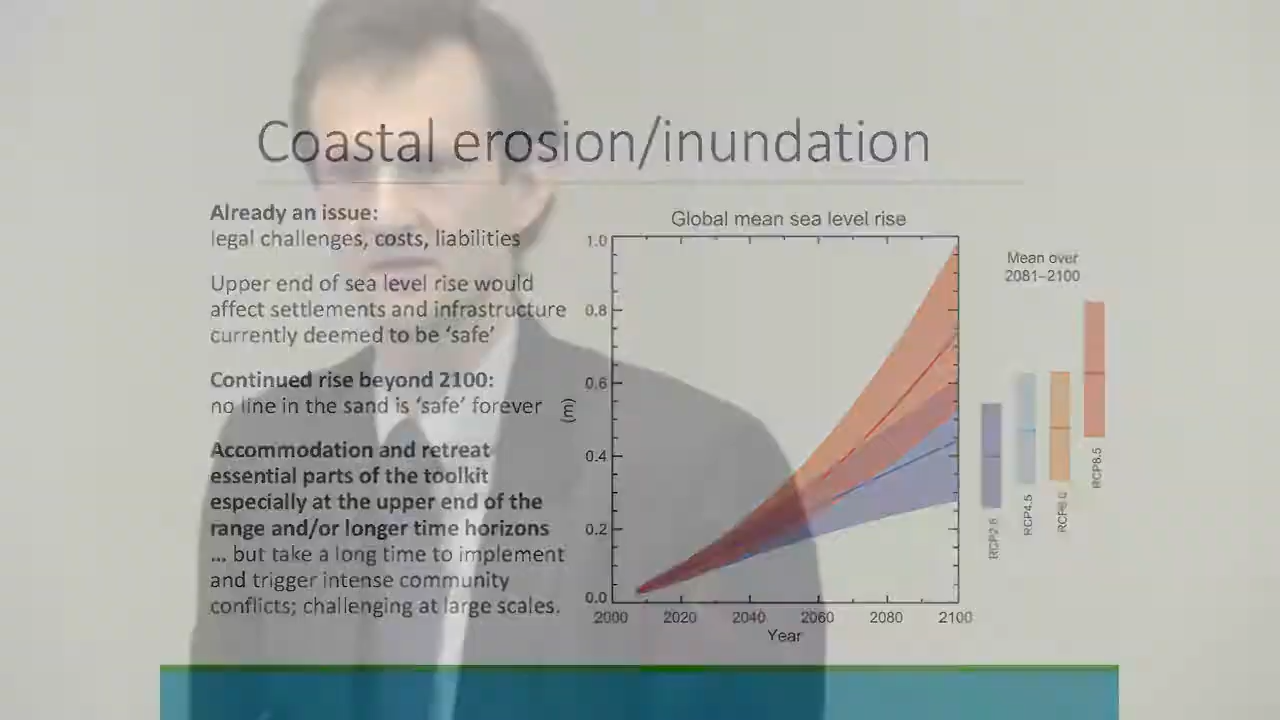 Coastal erosion/inundation
Already an issue:
legal challenges, costs, liabilities
Upper end of sea level rise would
affect settlements and infrastructure
currently deemed to be ‘safe’
Continued rise beyond 2100:
no line in the sand is ‘safe’ forever
Accommodation and retreat
essential parts of the toolkit
especially at the upper end of the
range and/or longer time horizons
... but take a long time to implement
and trigger intense community
conflicts; challenging at large scales.
Global mean sea level rise
1.0
0.8
0.6
0.4
0.2
0.0
(m)
2000 2020 2040 2060 2080 2100
Year
Mean over
2081–2100
RCP2.6
RCP4.5
RCP6.0
RCP8.5